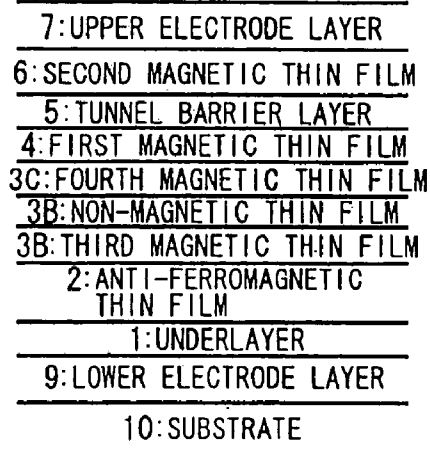 7:UPPER ELECTRODE LAYER
6:SECOND MAGNETIC THIN FILM
5:TUNNEL BARRIER LAYER
4:FIRST MAGNETIC THIN FILM
3C:FOURTH MAGNETIC THIN FILM
3B:NON-MAGNETIC THIN FILM
3B:THIRD MAGNETIC THIN FILM
2:ANTI-FERROMAGNETIC
THIN FILM
1:UNDERLAYER
9:LOWER ELECTRODE LAYER
10:SUBSTRATE